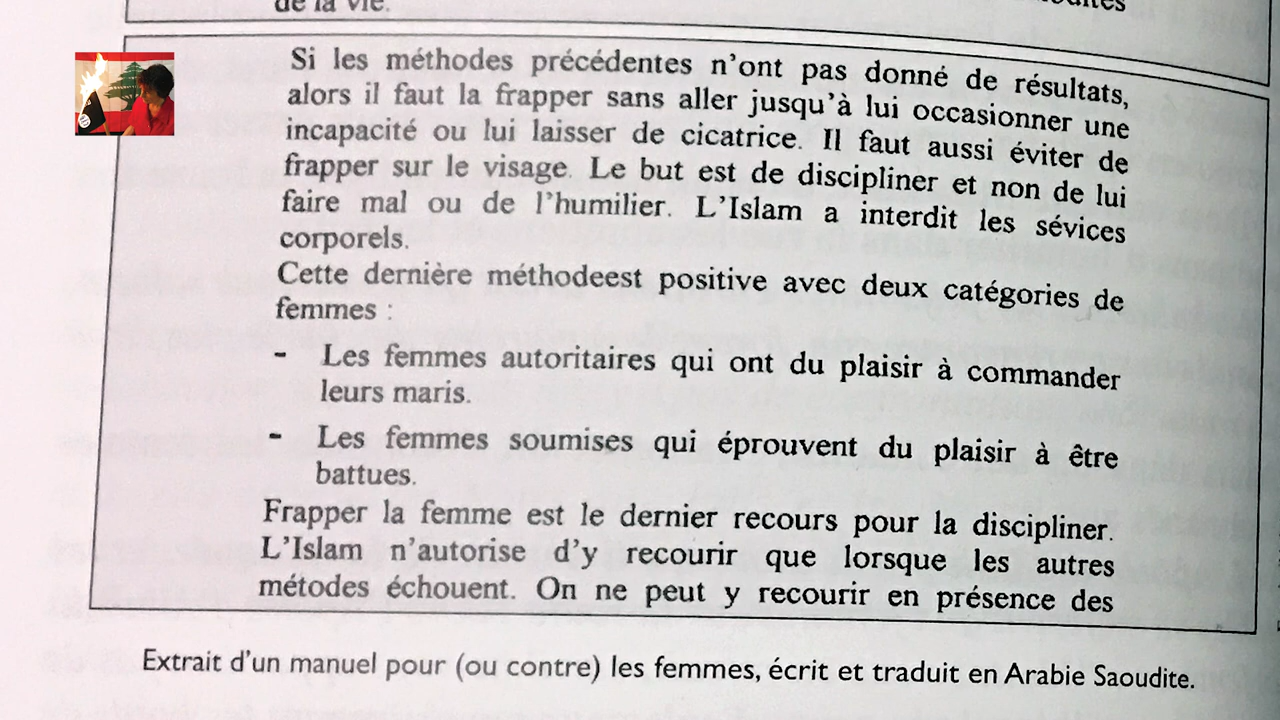 de la vie.
Si les méthodes précédentes n'ont pas donné de résultats,
alors il faut la frapper sans aller jusqu'à lui occasionner une
incapacité ou lui laisser de cicatrice. Il faut aussi éviter de
frapper sur le visage. Le but est de discipliner et non de lui
faire mal ou de l'humilier. L'Islam a interdit les sévices
corporels.
Cette dernière méthodeest positive avec deux catégories de
femmes :
- Les femmes autoritaires qui ont du plaisir à commander
leurs maris.
- Les femmes soumises qui éprouvent du plaisir à être
battues.
Frapper la femme est le dernier recours pour la discipliner.
L'Islam n'autorise d'y recourir que lorsque les autres
métodes échouent. On ne peut y recourir en présence des
Extrait d'un manuel pour (ou contre) les femmes, écrit et traduit en Arabie Saoudite.